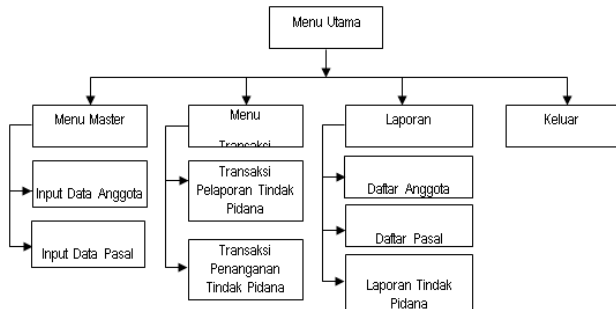 Menu Utama
Menu Master
Menu
Transaksi
Laporan
Keluar
Input Data Anggota
Transaksi
Pelaporan Tindak
Pidana
Daftar Anggota
Input Data Pasal
Transaksi
Penanganan
Tindak Pidana
Daftar Pasal
Laporan Tindak
Pidana